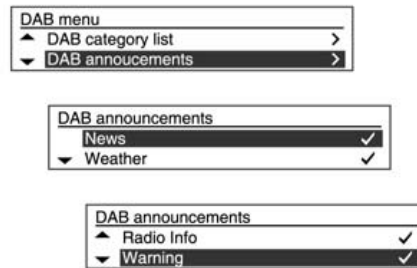 DAB menu
DAB category list
DAB annoucements
DAB announcements
News
Weather
DAB announcements
Radio Info
Warning